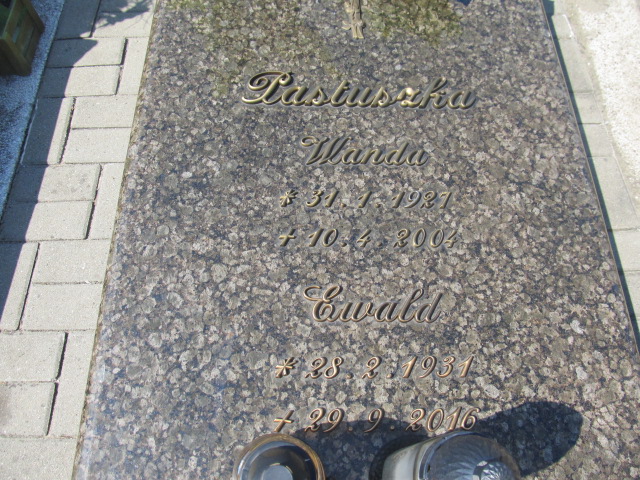 Pastuszka
Wanda
* 31. 1. 1927
+ 10. 4. 2004
Ewald
* 28. 2. 1931
+ 29 9. 2016